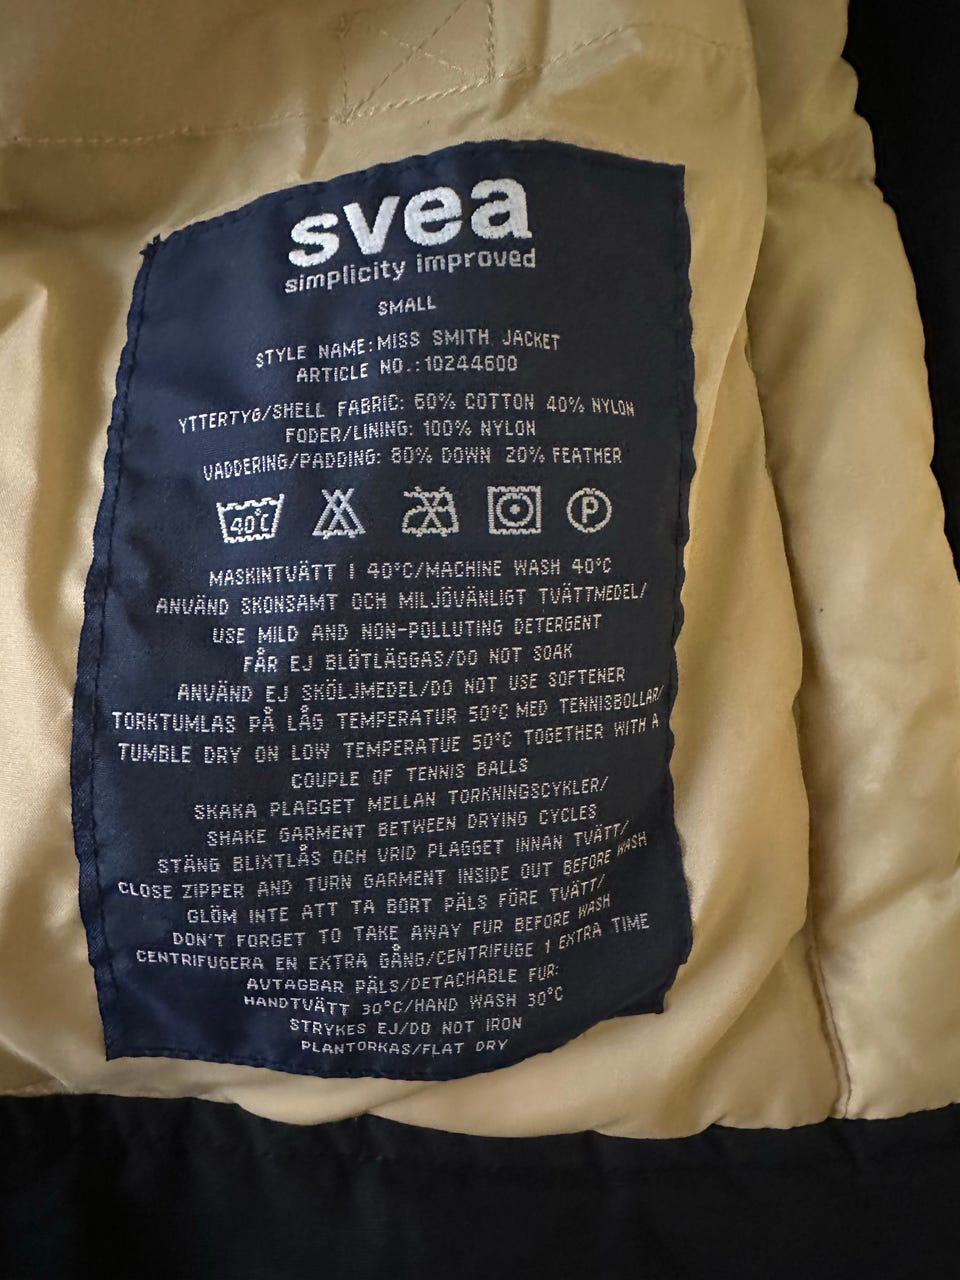 svea
simplicity improved
SMALL
STYLE NAME:MISS SMITH JACKET
ARTICLE NO.:10244600
YTTERTYG/SHELL FABRIC: 60% COTTON 40% NYLON
FODER/LINING: 100% NYLON
VADDERING/PADDING: 80% DOWN 20% FEATHER
40°C P
MASKINTVÄTT I 40°C/MACHINE WASH 40°C
ANVÄND SKONSAMT OCH MILJÖVÄNLIGT TVÄTTMEDEL/
USE MILD AND NON-POLLUTING DETERGENT
FÅR EJ BLÖTLÄGGAS/DO NOT SOAK
ANVÄND EJ SKÖLJMEDEL/DO NOT USE SOFTENER
TORKTUMLAS PÅ LÅG TEMPERATUR 50°C MED TENNISBOLLAR/
TUMBLE DRY ON LOW TEMPERATUE 50°C TOGETHER WITH A
COUPLE OF TENNIS BALLS
SKAKA PLAGGET MELLAN TORKNINGSCYKLER/
SHAKE GARMENT BETWEEN DRYING CYCLES
STÄNG BLIXTLÅS OCH VRID PLAGGET INNAN TVÄTT/
CLOSE ZIPPER AND TURN GARMENT INSIDE OUT BEFORE WASH
GLÖM INTE ATT TA BORT PÄLS FÖRE TVÄTT/
DON'T FORGET TO TAKE AWAY FUR BEFORE WASH
CENTRIFUGERA EN EXTRA GÅNG/CENTRIFUGE 1 EXTRA TIME
AVTAGBAR PÄLS/DETACHABLE FUR:
HANDTVÄTT 30°C/HAND WASH 30°C
STRYKES EJ/DO NOT IRON
PLANTORKAS/FLAT DRY